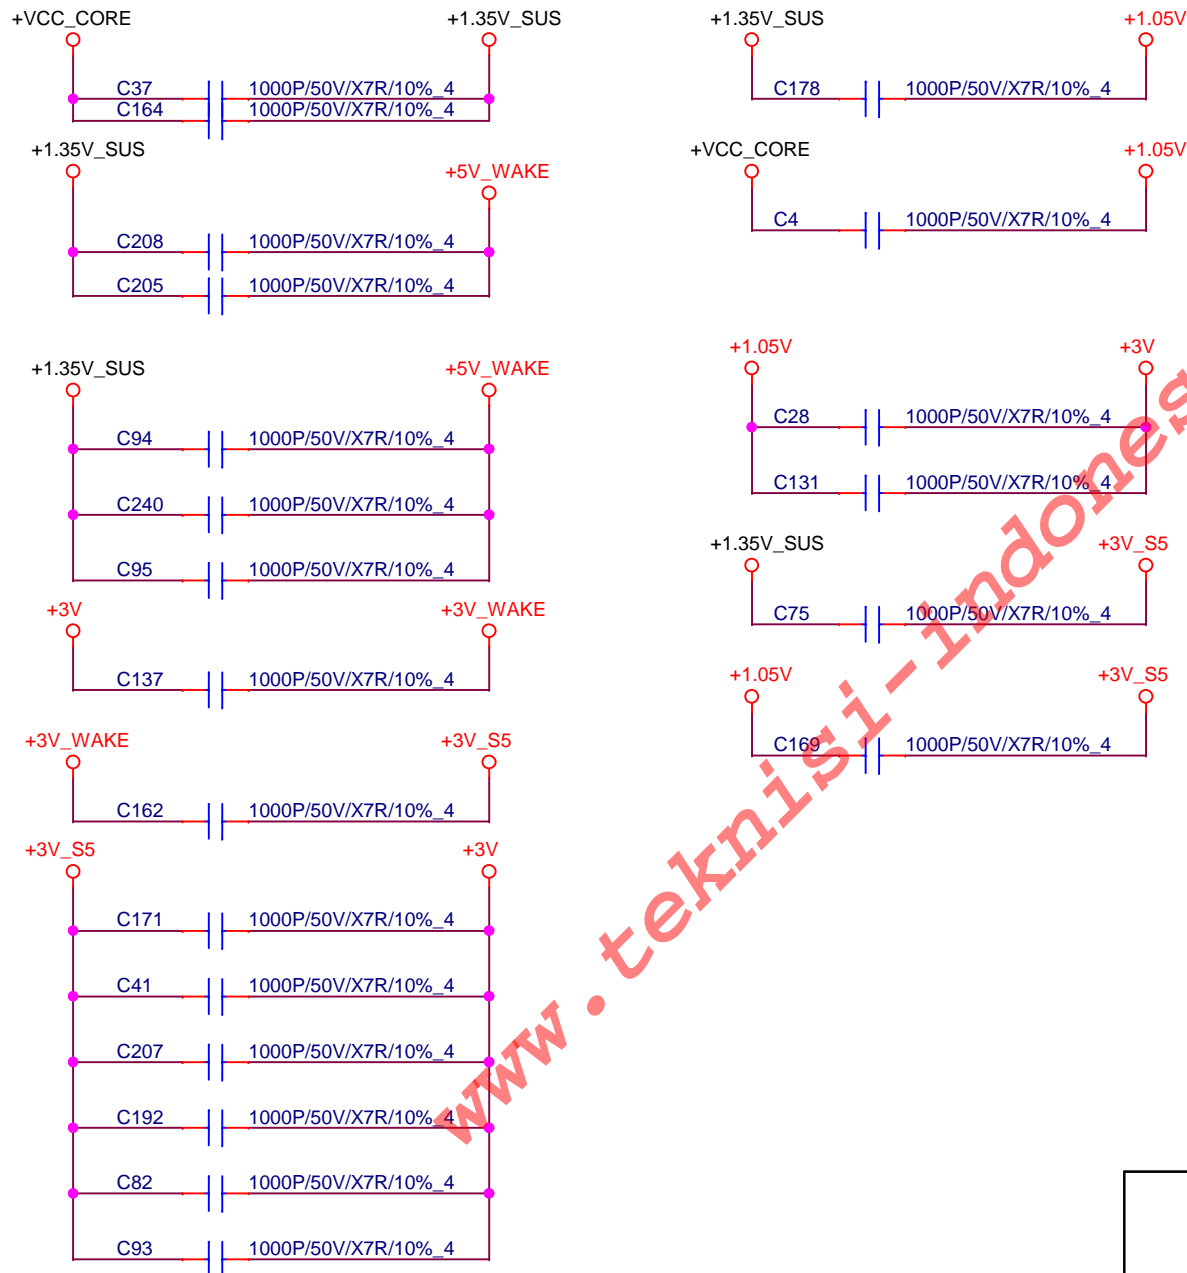 +VCC_CORE +1.35V_SUS
C37 1000P/50V/X7R/10%_4
C164 1000P/50V/X7R/10%_4
+1.35V_SUS +5V_WAKE
C208 1000P/50V/X7R/10%_4
C205 1000P/50V/X7R/10%_4
+1.35V_SUS +5V_WAKE
C94 1000P/50V/X7R/10%_4
C240 1000P/50V/X7R/10%_4
C95 1000P/50V/X7R/10%_4
+3V +3V_WAKE
C137 1000P/50V/X7R/10%_4
+3V_WAKE +3V_S5
C162 1000P/50V/X7R/10%_4
+3V_S5 +3V
C171 1000P/50V/X7R/10%_4
C41 1000P/50V/X7R/10%_4
C207 1000P/50V/X7R/10%_4
C192 1000P/50V/X7R/10%_4
C82 1000P/50V/X7R/10%_4
C93 1000P/50V/X7R/10%_4
+1.35V_SUS +1.05V
C178 1000P/50V/X7R/10%_4
+VCC_CORE +1.05V
C4 1000P/50V/X7R/10%_4
+1.05V +3V
C28 1000P/50V/X7R/10%_4
C131 1000P/50V/X7R/10%_4
+1.35V_SUS +3V_S5
C75 1000P/50V/X7R/10%_4
+1.05V +3V_S5
C169 1000P/50V/X7R/10%_4
www.teknisi-indones